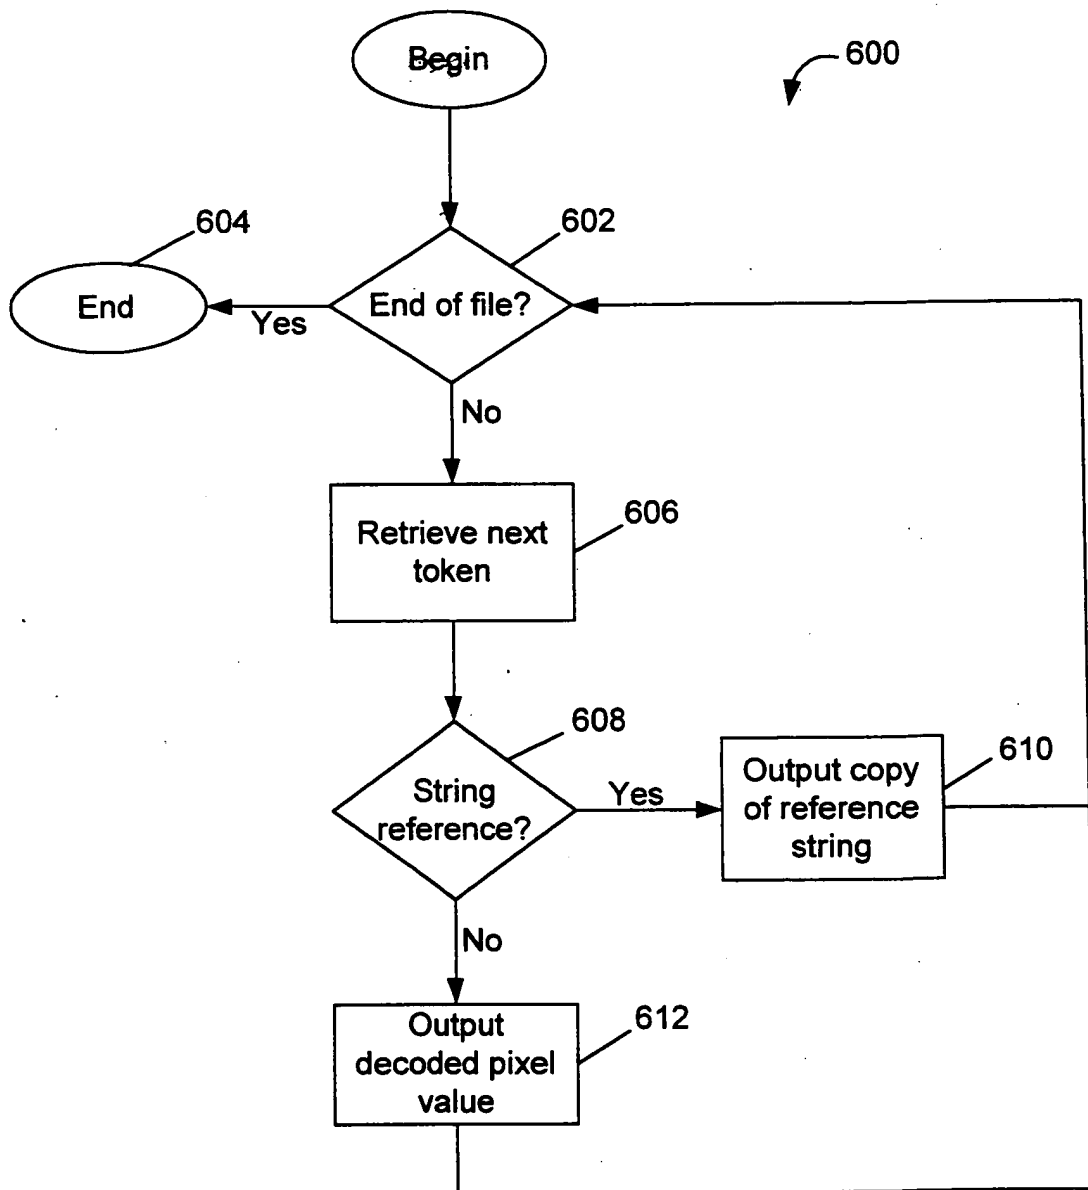 Begin
600
604
602
End
End of file?
Yes
No
Retrieve next
token
606
608
String
reference?
Yes
Output copy
of reference
string
610
No
Output
decoded pixel
value
612